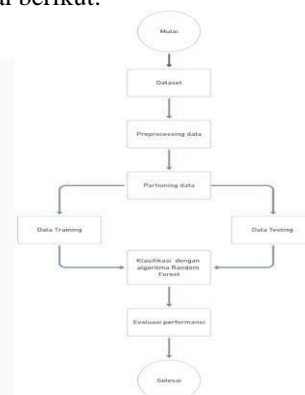 berikut.
Mulai
Dataset
Preprocessing data
Partioning data
Data Training
Data Testing
Klasifikasi dengan
algoritma Random
Forest
Evaluasi performansi
Selesai